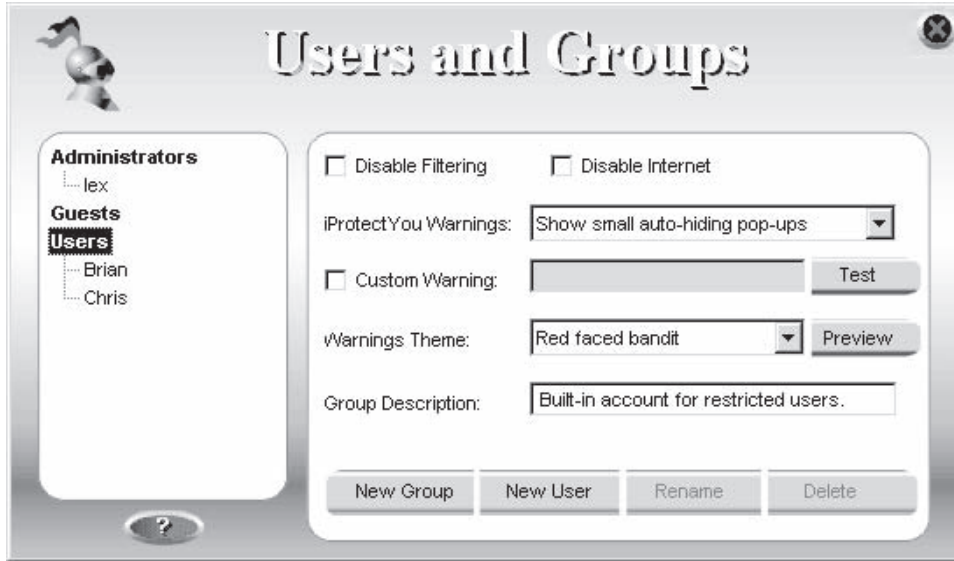 Users and Groups
Administrators
lex
Guests
Users
Brian
Chris
Disable Filtering
Disable Internet
iProtectYou Warnings:
Show small auto-hiding pop-ups
Custom Warning:
Test
Warnings Theme:
Red faced bandit
Preview
Group Description:
Built-in account for restricted users.
New Group
New User
Rename
Delete
?